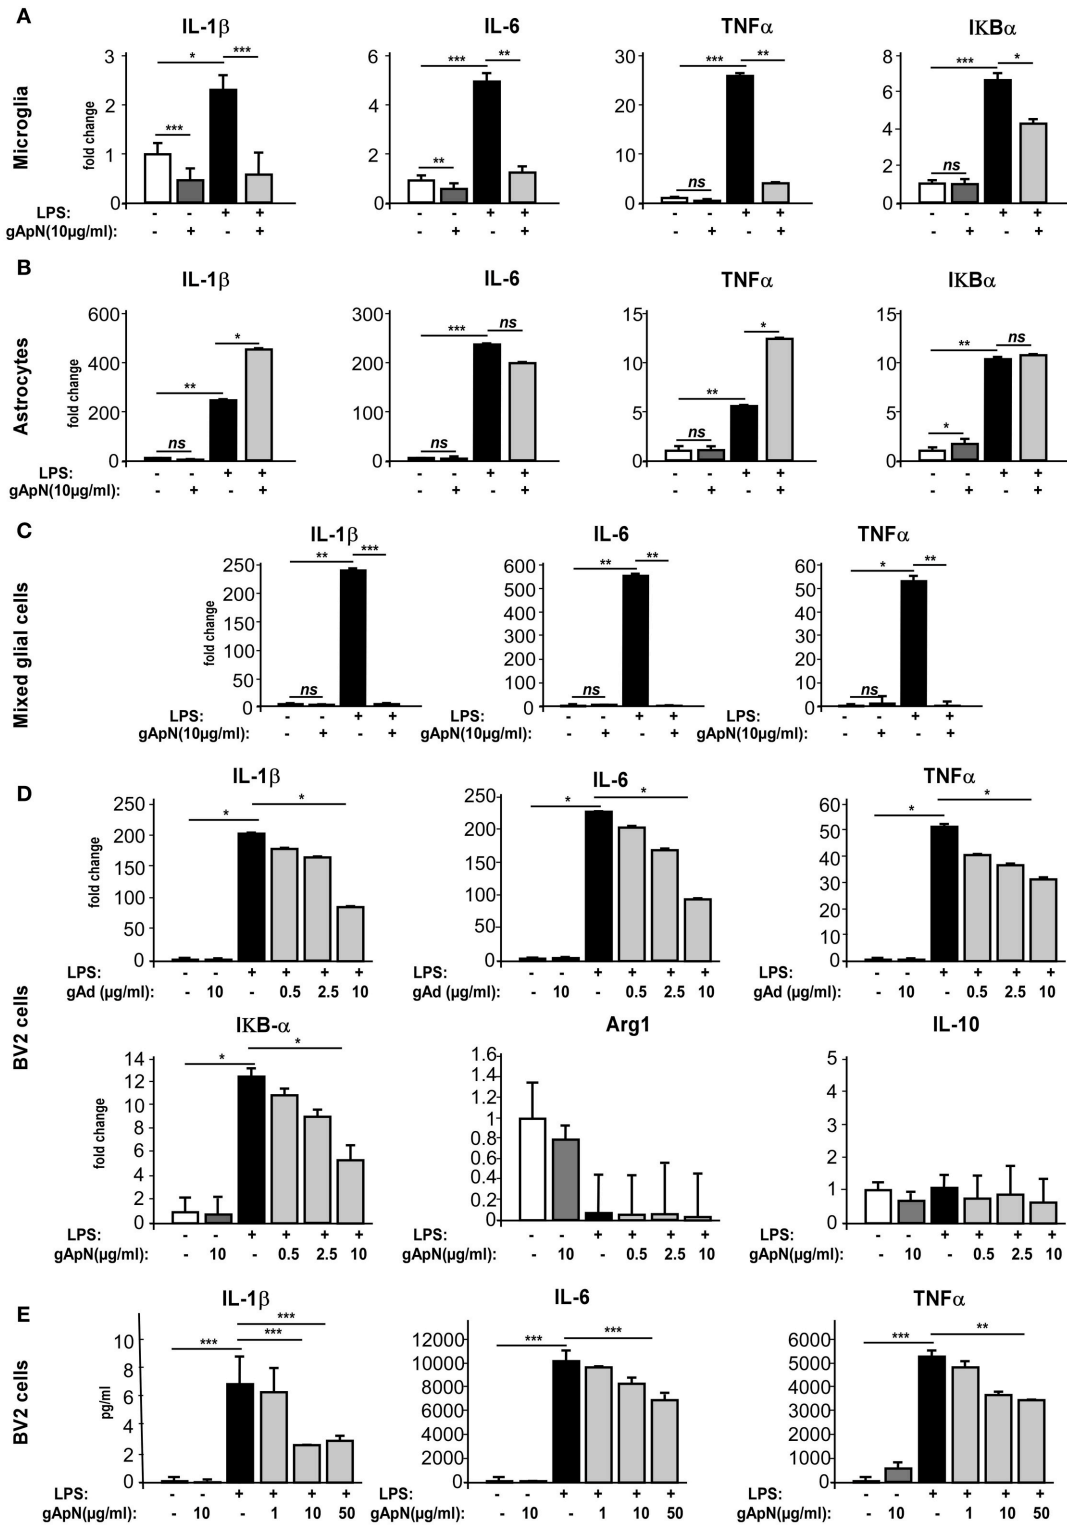 A
IL-1β IL-6 TNFα IΚBα
Microglia
fold change
3 2 1 0
6 4 2 0
30 20 10 0
8 6 4 2 0
* *** ***
*** ** **
*** ** ns
*** * ns
LPS: - - + + - - + + - - + + - - + +
gApN(10µg/ml): - + - + - + - + - + - + - + - +
B
IL-1β IL-6 TNFα IΚBα
Astrocytes
fold change
600 400 200 0
300 200 100 0
15 10 5 0
15 10 5 0
* ** ns
*** ns ns
* ** ns
** ns *
LPS: - - + + - - + + - - + + - - + +
gApN(10µg/ml): - + - + - + - + - + - + - + - +
C
IL-1β IL-6 TNFα
Mixed glial cells
fold change
250 200 150 100 50 0
600 500 400 300 200 100 0
60 50 40 30 20 10 0
** *** ns
** ** ns
* ** ns
LPS: - - + + LPS: - - + + LPS: - - + +
gApN(10µg/ml): - + - + gApN(10µg/ml): - + - + gApN(10µg/ml): - + - +
D
IL-1β IL-6 TNFα
BV2 cells
fold change
250 200 150 100 50 0
250 200 150 100 50 0
60 50 40 30 20 10 0
* * * * * *
LPS: - - + + + + LPS: - - + + + + LPS: - - + + + +
gAd (µg/ml): - 10 - 0.5 2.5 10 gAd (µg/ml): - 10 - 0.5 2.5 10 gAd (µg/ml): - 10 - 0.5 2.5 10
IΚB-α Arg1 IL-10
fold change
14 12 10 8 6 4 2 0
1.6 1.4 1.2 1 0.8 0.6 0.4 0.2 0
5 4 3 2 1 0
* *
LPS: - - + + + + LPS: - - + + + + LPS: - - + + + +
gApN(µg/ml): - 10 - 0.5 2.5 10 gApN(µg/ml): - 10 - 0.5 2.5 10 gApN(µg/ml): - 10 - 0.5 2.5 10
E
IL-1β IL-6 TNFα
BV2 cells
pg/ml
10 8 6 4 2 0
12000 10000 8000 6000 4000 2000 0
6000 5000 4000 3000 2000 1000 0
*** *** ***
*** ***
*** **
LPS: - - + + + + LPS: - - + + + + LPS: - - + + + +
gApN(µg/ml): - 10 - 1 10 50 gApN(µg/ml): - 10 - 1 10 50 gApN(µg/ml): - 10 - 1 10 50